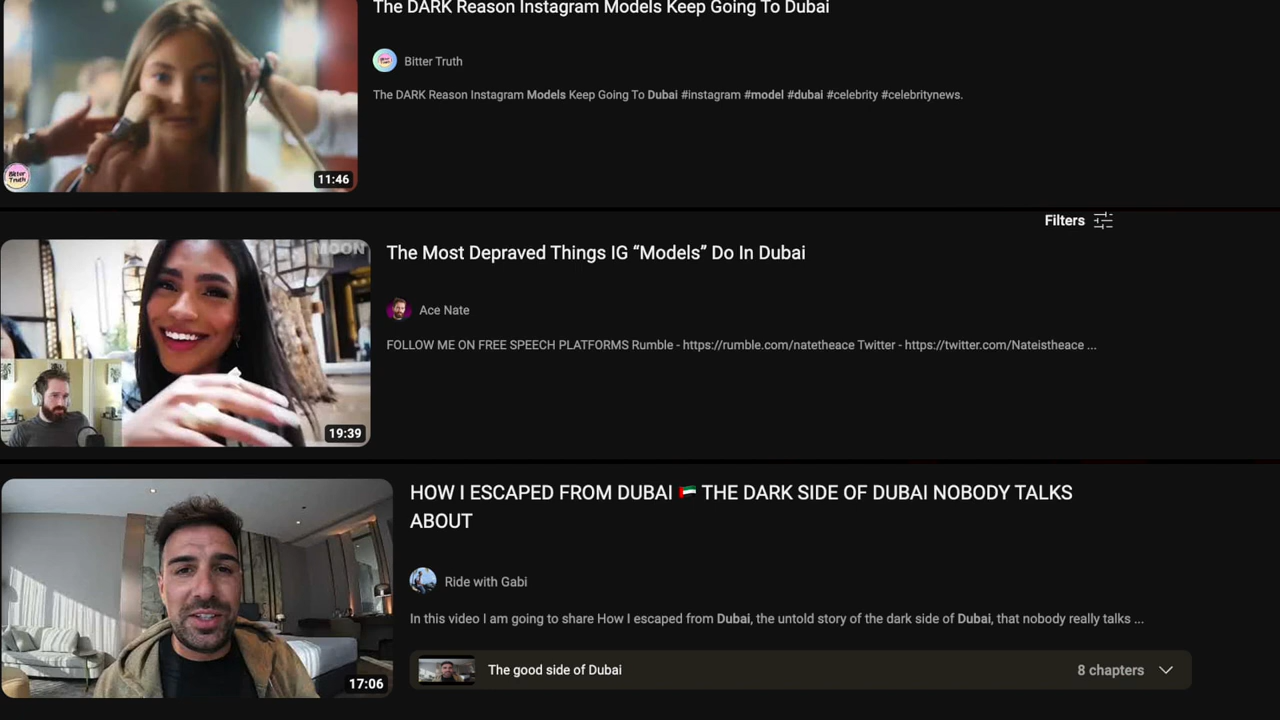 The DARK Reason Instagram Models Keep Going To Dubai
Bitter Truth
The DARK Reason Instagram Models Keep Going To Dubai #instagram #model #dubai #celebrity #celebritynews.
Bitter Truth
11:46
Filters
MOON
The Most Depraved Things IG “Models” Do In Dubai
Ace Nate
FOLLOW ME ON FREE SPEECH PLATFORMS Rumble - https://rumble.com/natetheace Twitter - https://twitter.com/Nateistheace ...
19:39
HOW I ESCAPED FROM DUBAI 🇦🇪 THE DARK SIDE OF DUBAI NOBODY TALKS
ABOUT
Ride with Gabi
In this video I am going to share How I escaped from Dubai, the untold story of the dark side of Dubai, that nobody really talks ...
The good side of Dubai
8 chapters
17:06